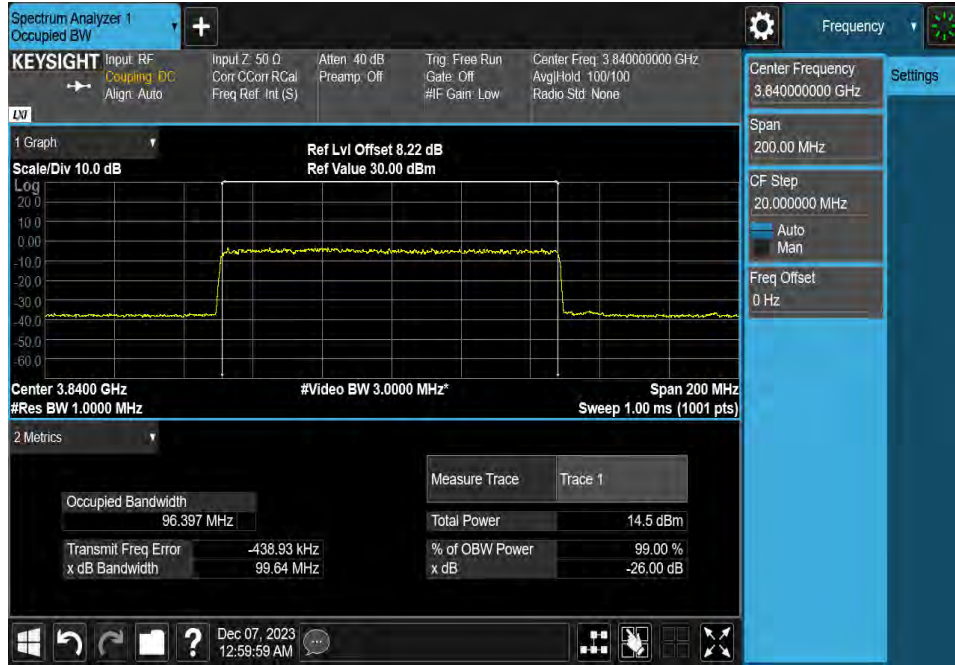 Spectrum Analyzer 1
Occupied BW
+
Frequency
KEYSIGHT
Input: RF
Coupling: DC
Align: Auto
Input Z: 50 Ω
Corr CCorr RCal
Freq Ref: Int (S)
Atten: 40 dB
Preamp: Off
Trig: Free Run
Gate: Off
#IF Gain: Low
Center Freq: 3.840000000 GHz
Avg|Hold: 100/100
Radio Std: None
LXI
Center Frequency
3.840000000 GHz
Settings
Span
200.00 MHz
CF Step
20.000000 MHz
Auto
Man
Freq Offset
0 Hz
1 Graph
Scale/Div 10.0 dB
Ref Lvl Offset 8.22 dB
Ref Value 30.00 dBm
Log
20.0
10.0
0.00
-10.0
-20.0
-30.0
-40.0
-50.0
-60.0
Center 3.8400 GHz
#Video BW 3.0000 MHz*
Span 200 MHz
#Res BW 1.0000 MHz
Sweep 1.00 ms (1001 pts)
2 Metrics
Measure Trace
Trace 1
Occupied Bandwidth
96.397 MHz
Total Power
14.5 dBm
Transmit Freq Error
-438.93 kHz
% of OBW Power
99.00 %
x dB Bandwidth
99.64 MHz
x dB
-26.00 dB
?
Dec 07, 2023
12:59:59 AM